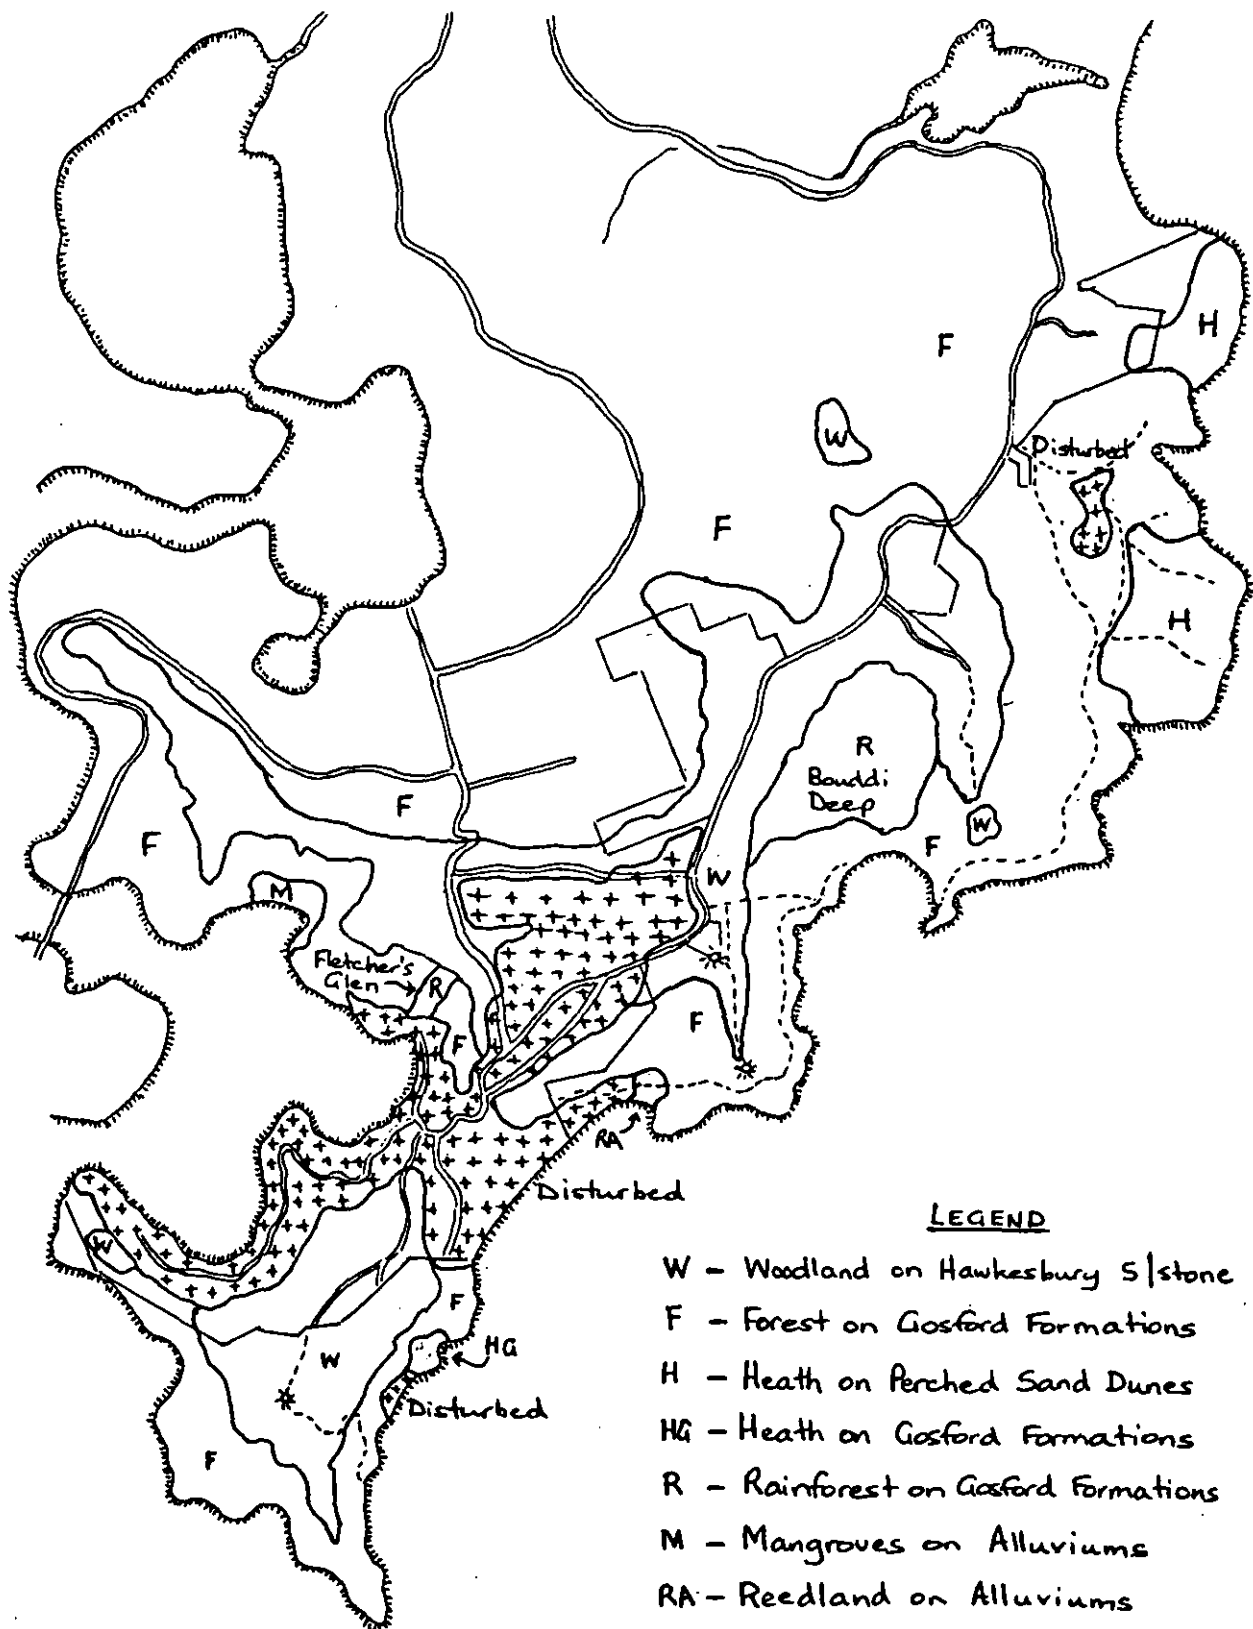 F
H
W
Disturbed
F
H
R
Bouddi
Deep
F
F
W
F
M
W
Fletcher's
Glen
R
F
F
RA
Disturbed
W
F
HG
W
Disturbed
F
LEGEND
W – Woodland on Hawkesbury S/stone
F – Forest on Gosford Formations
H – Heath on Perched Sand Dunes
HG – Heath on Gosford Formations
R – Rainforest on Gosford Formations
M – Mangroves on Alluviums
RA – Reedland on Alluviums